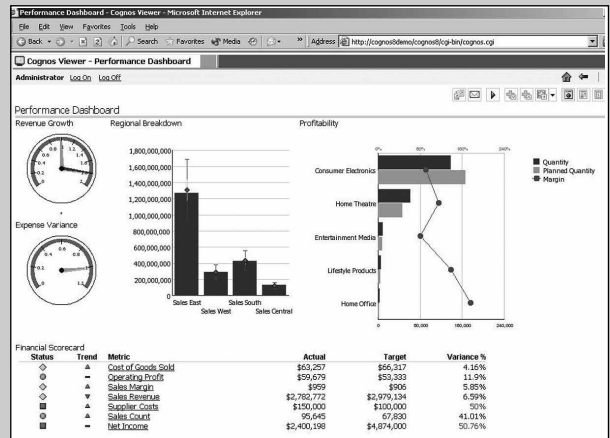 Performance Dashboard - Cognos Viewer - Microsoft Internet Explorer
File Edit View Favorites Tools Help
Back Search Favorites Media Address http://cognos8demo/cognos8/cgi-bin/cognos.cgi
Cognos Viewer - Performance Dashboard
Administrator Log On Log Off
Performance Dashboard
Revenue Growth Regional Breakdown Profitability
Expense Variance
1,800,000,000
1,600,000,000
1,400,000,000
1,200,000,000
1,000,000,000
800,000,000
600,000,000
400,000,000
200,000,000
0
Sales East Sales South
Sales West Sales Central
0% 80% 160% 240%
Consumer Electronics
Home Theatre
Entertainment Media
Lifestyle Products
Home Office
0 80,000 160,000 240,000
Quantity
Planned Quantity
Margin
Financial Scorecard
Status Trend Metric Actual Target Variance %
Cost of Goods Sold $63,257 $66,317 4.16%
Operating Profit $59,679 $53,333 11.9%
Sales Margin $959 $906 5.85%
Sales Revenue $2,782,772 $2,979,134 6.59%
Supplier Costs $150,000 $100,000 50%
Sales Count 95,645 67,830 41.01%
Net Income $2,400,198 $4,874,000 50.76%